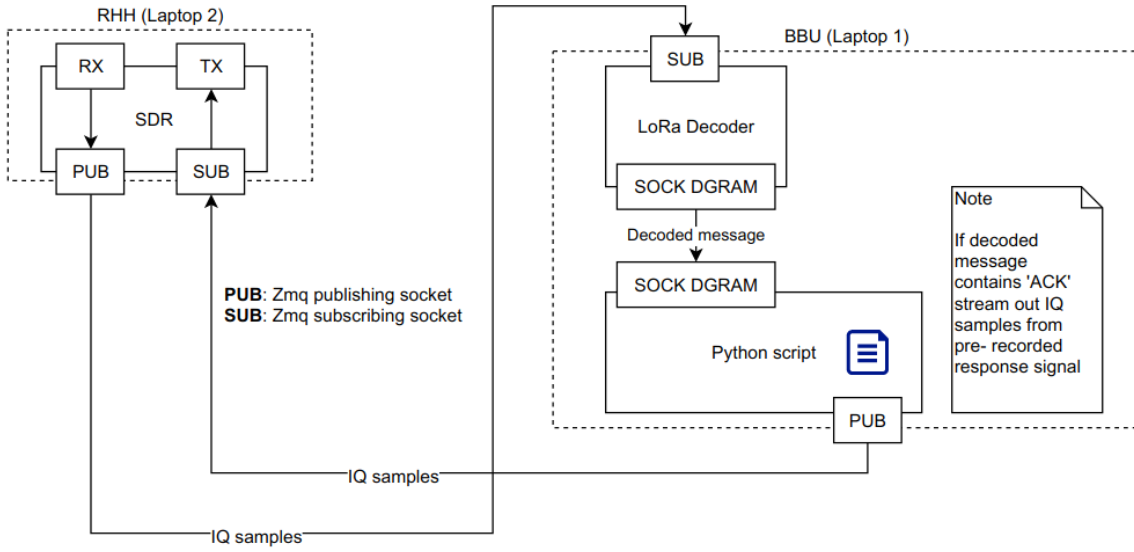 RHH (Laptop 2)
RX
TX
SDR
PUB
SUB
BBU (Laptop 1)
SUB
LoRa Decoder
SOCK DGRAM
Decoded message
SOCK DGRAM
Python script
PUB
Note
If decoded
message
contains 'ACK'
stream out IQ
samples from
pre- recorded
response signal
PUB: Zmq publishing socket
SUB: Zmq subscribing socket
IQ samples
IQ samples